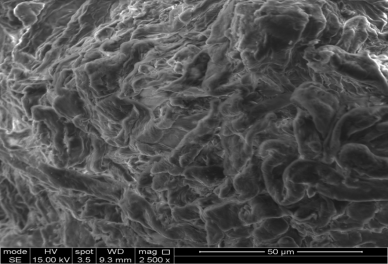 mode HV spot WD mag □ 50 µm
SE 15.00 kV 3.5 9.3 mm 2 500 x